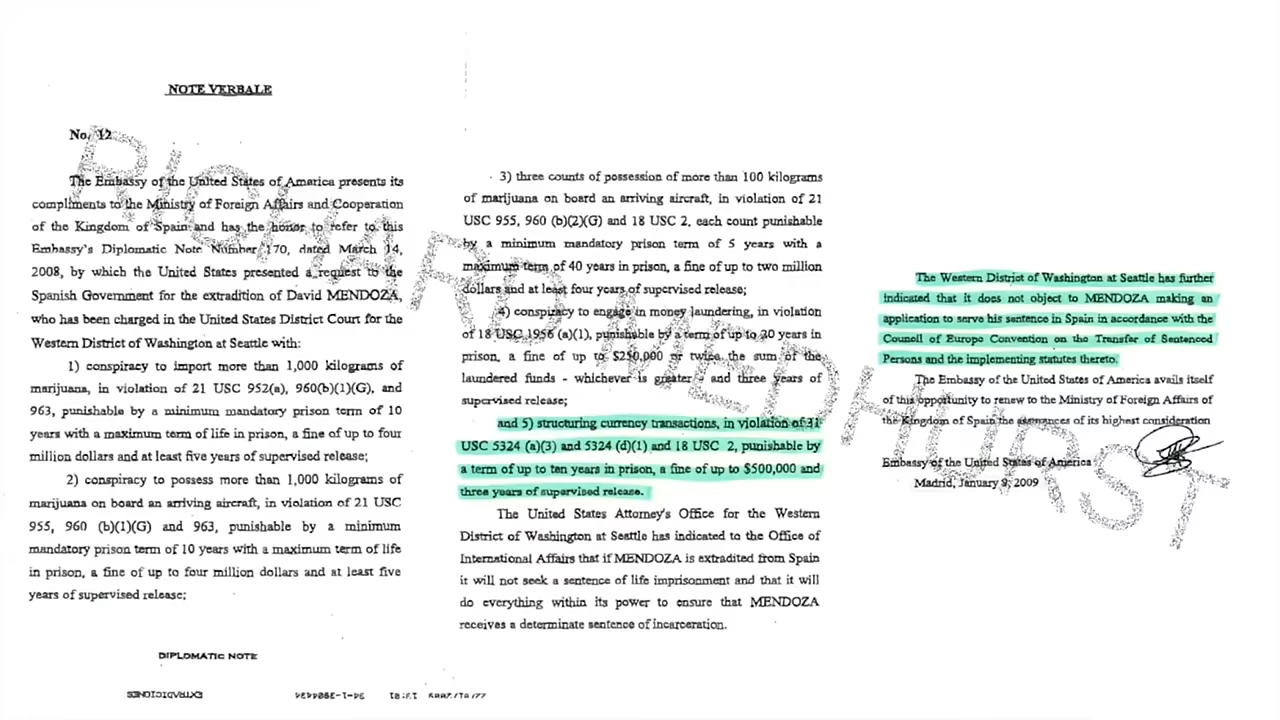 NOTE VERBALE
No. 12
The Embassy of the United States of America presents its
compliments to the Ministry of Foreign Affairs and Cooperation
of the Kingdom of Spain and has the honor to refer to this
Embassy's Diplomatic Note Number 170, dated March 14,
2008, by which the United States presented a request to the
Spanish Government for the extradition of David MENDOZA,
who has been charged in the United States District Court for the
Western District of Washington at Seattle with:
1) conspiracy to import more than 1,000 kilograms of
marijuana, in violation of 21 USC 952(a), 960(b)(1)(G), and
963, punishable by a minimum mandatory prison term of 10
years with a maximum term of life in prison, a fine of up to four
million dollars and at least five years of supervised release;
2) conspiracy to possess more than 1,000 kilograms of
marijuana on board an arriving aircraft, in violation of 21 USC
955, 960 (b)(1)(G) and 963, punishable by a minimum
mandatory prison term of 10 years with a maximum term of life
in prison, a fine of up to four million dollars and at least five
years of supervised release;
DIPLOMATIC NOTE
EXTRADICIONES
3) three counts of possession of more than 100 kilograms
of marijuana on board an arriving aircraft, in violation of 21
USC 955, 960 (b)(2)(G) and 18 USC 2, each count punishable
by a minimum mandatory prison term of 5 years with a
maximum term of 40 years in prison, a fine of up to two million
dollars and at least four years of supervised release;
4) conspiracy to engage in money laundering, in violation
of 18 USC 1956 (a)(1), punishable by a term of up to 20 years in
prison, a fine of up to $250,000 or twice the sum of the
laundered funds - whichever is greater - and three years of
supervised release;
and 5) structuring currency transactions, in violation of 31
USC 5324 (a)(3) and 5324 (d)(1) and 18 USC 2, punishable by
a term of up to ten years in prison, a fine of up to $500,000 and
three years of supervised release.
The United States Attorney's Office for the Western
District of Washington at Seattle has indicated to the Office of
International Affairs that if MENDOZA is extradited from Spain
it will not seek a sentence of life imprisonment and that it will
do everything within its power to ensure that MENDOZA
receives a determinate sentence of incarceration.
The Western District of Washington at Seattle has further
indicated that it does not object to MENDOZA making an
application to serve his sentence in Spain in accordance with the
Council of Europe Convention on the Transfer of Sentenced
Persons and the implementing statutes thereto.
The Embassy of the United States of America avails itself
of this opportunity to renew to the Ministry of Foreign Affairs of
the Kingdom of Spain the assurances of its highest consideration
Embassy of the United States of America
Madrid, January 9, 2009
RICHARD MEDHURST